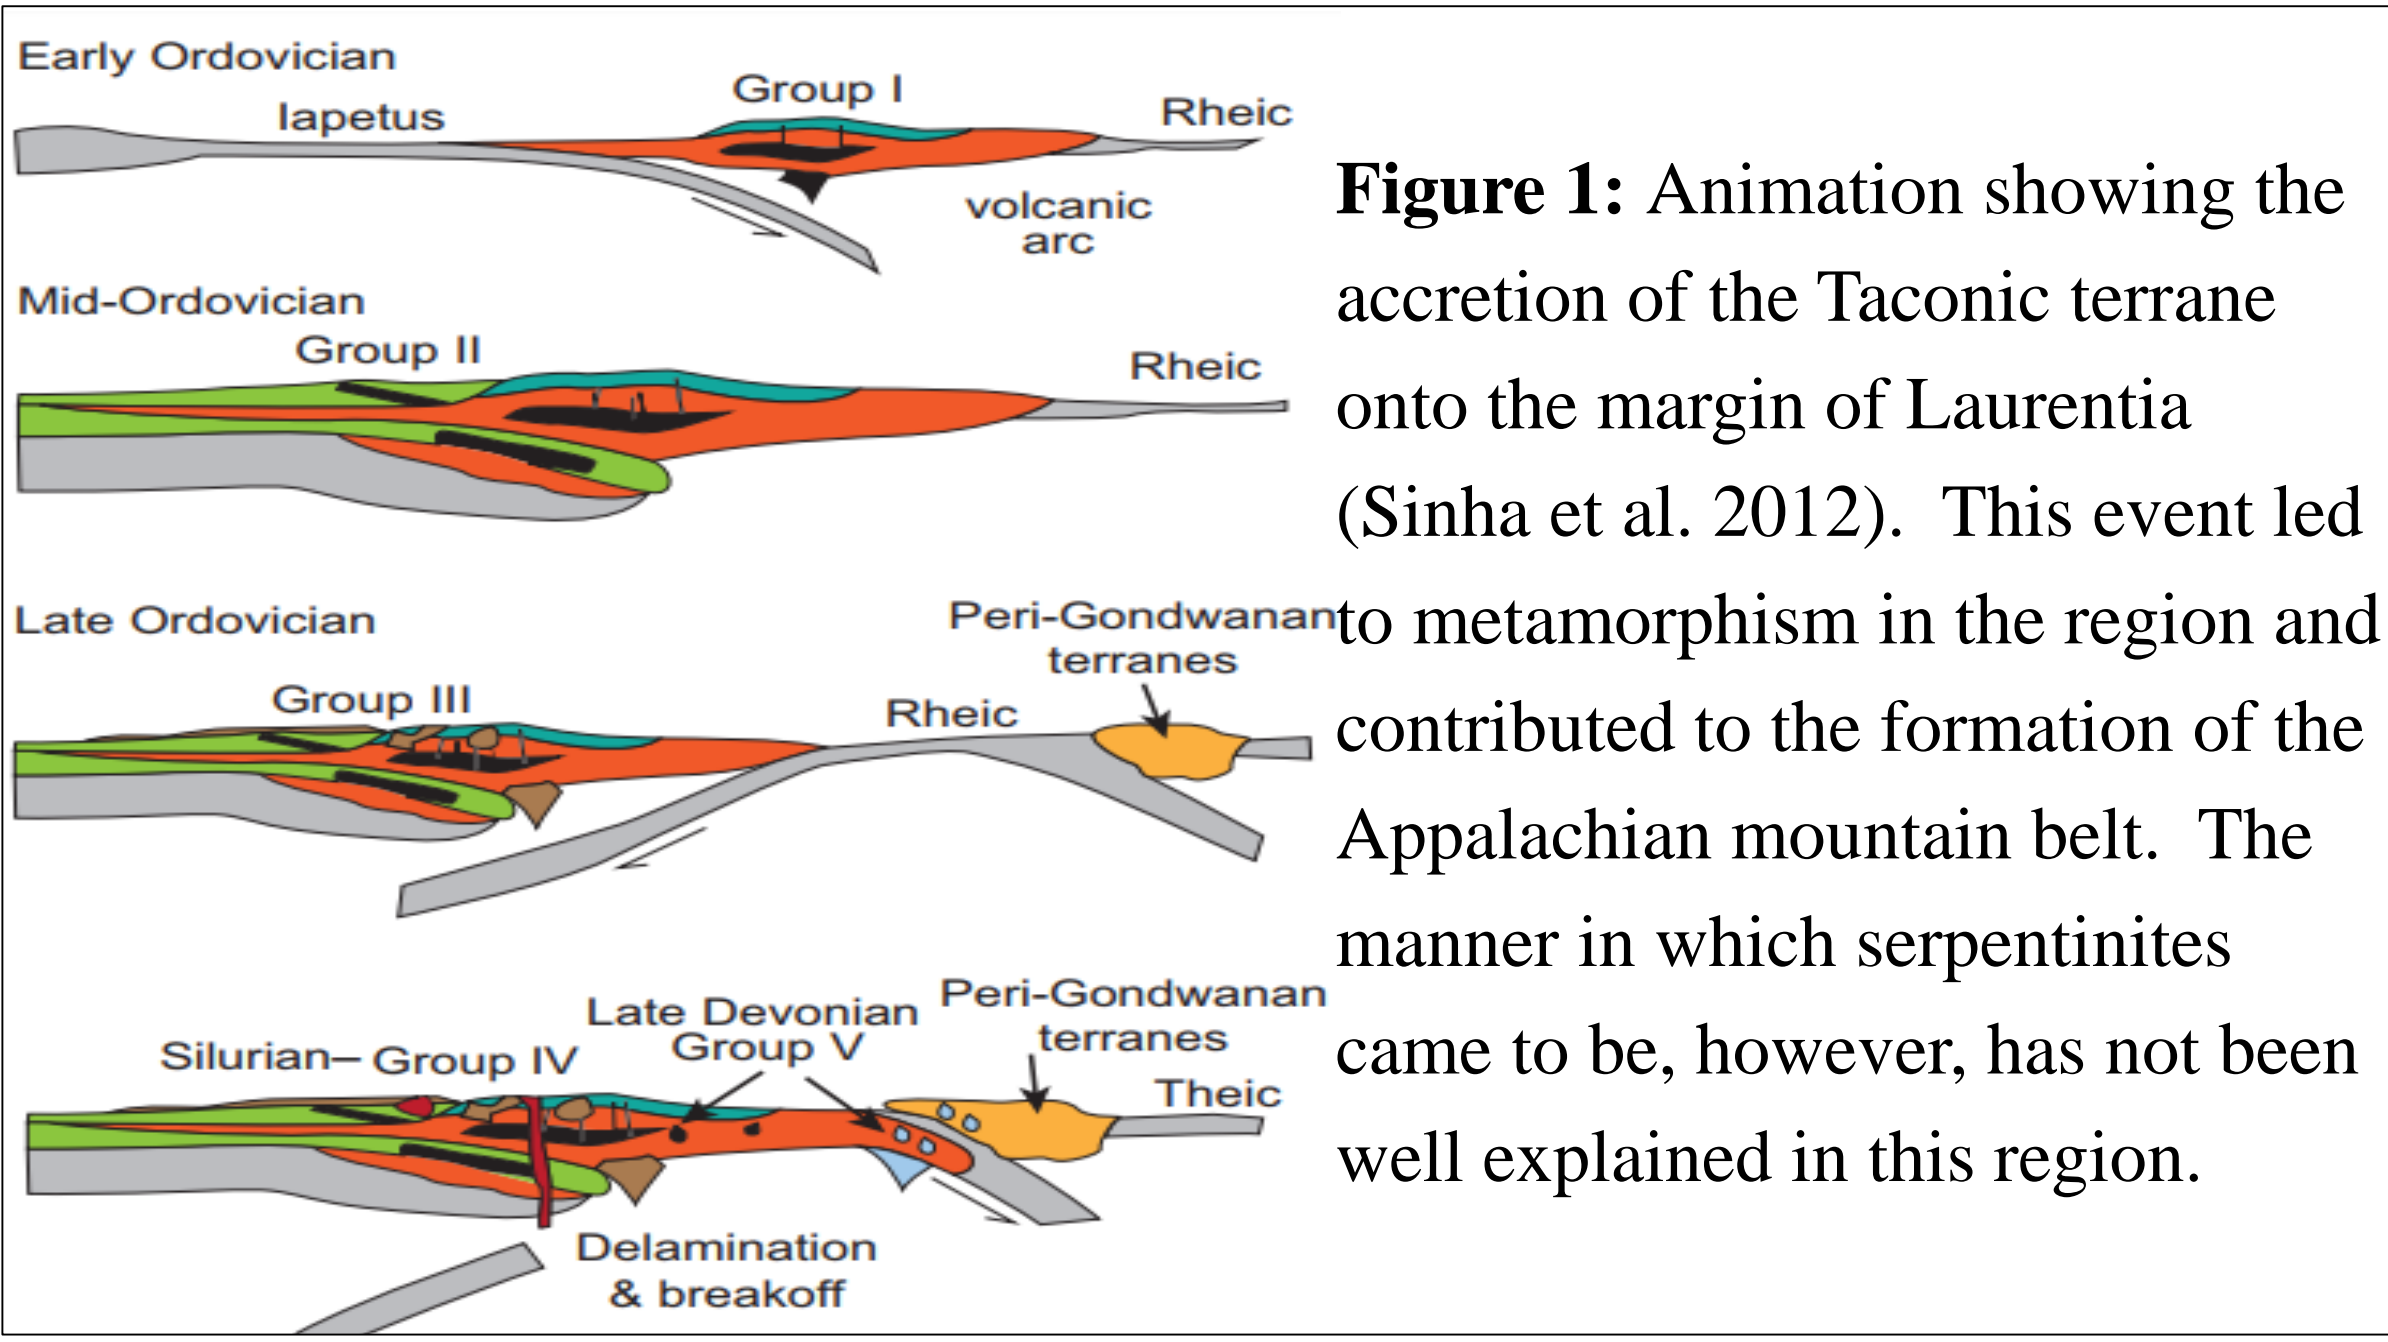 Early Ordovician
Iapetus
Group I
Rheic
volcanic
arc
Mid-Ordovician
Group II
Rheic
Late Ordovician
Group III
Rheic
Peri-Gondwanan
terranes
Silurian–
Group IV
Late Devonian
Group V
Peri-Gondwanan
terranes
Theic
Delamination
& breakoff
Figure 1: Animation showing the
accretion of the Taconic terrane
onto the margin of Laurentia
(Sinha et al. 2012).  This event led
to metamorphism in the region and
contributed to the formation of the
Appalachian mountain belt.  The
manner in which serpentinites
came to be, however, has not been
well explained in this region.